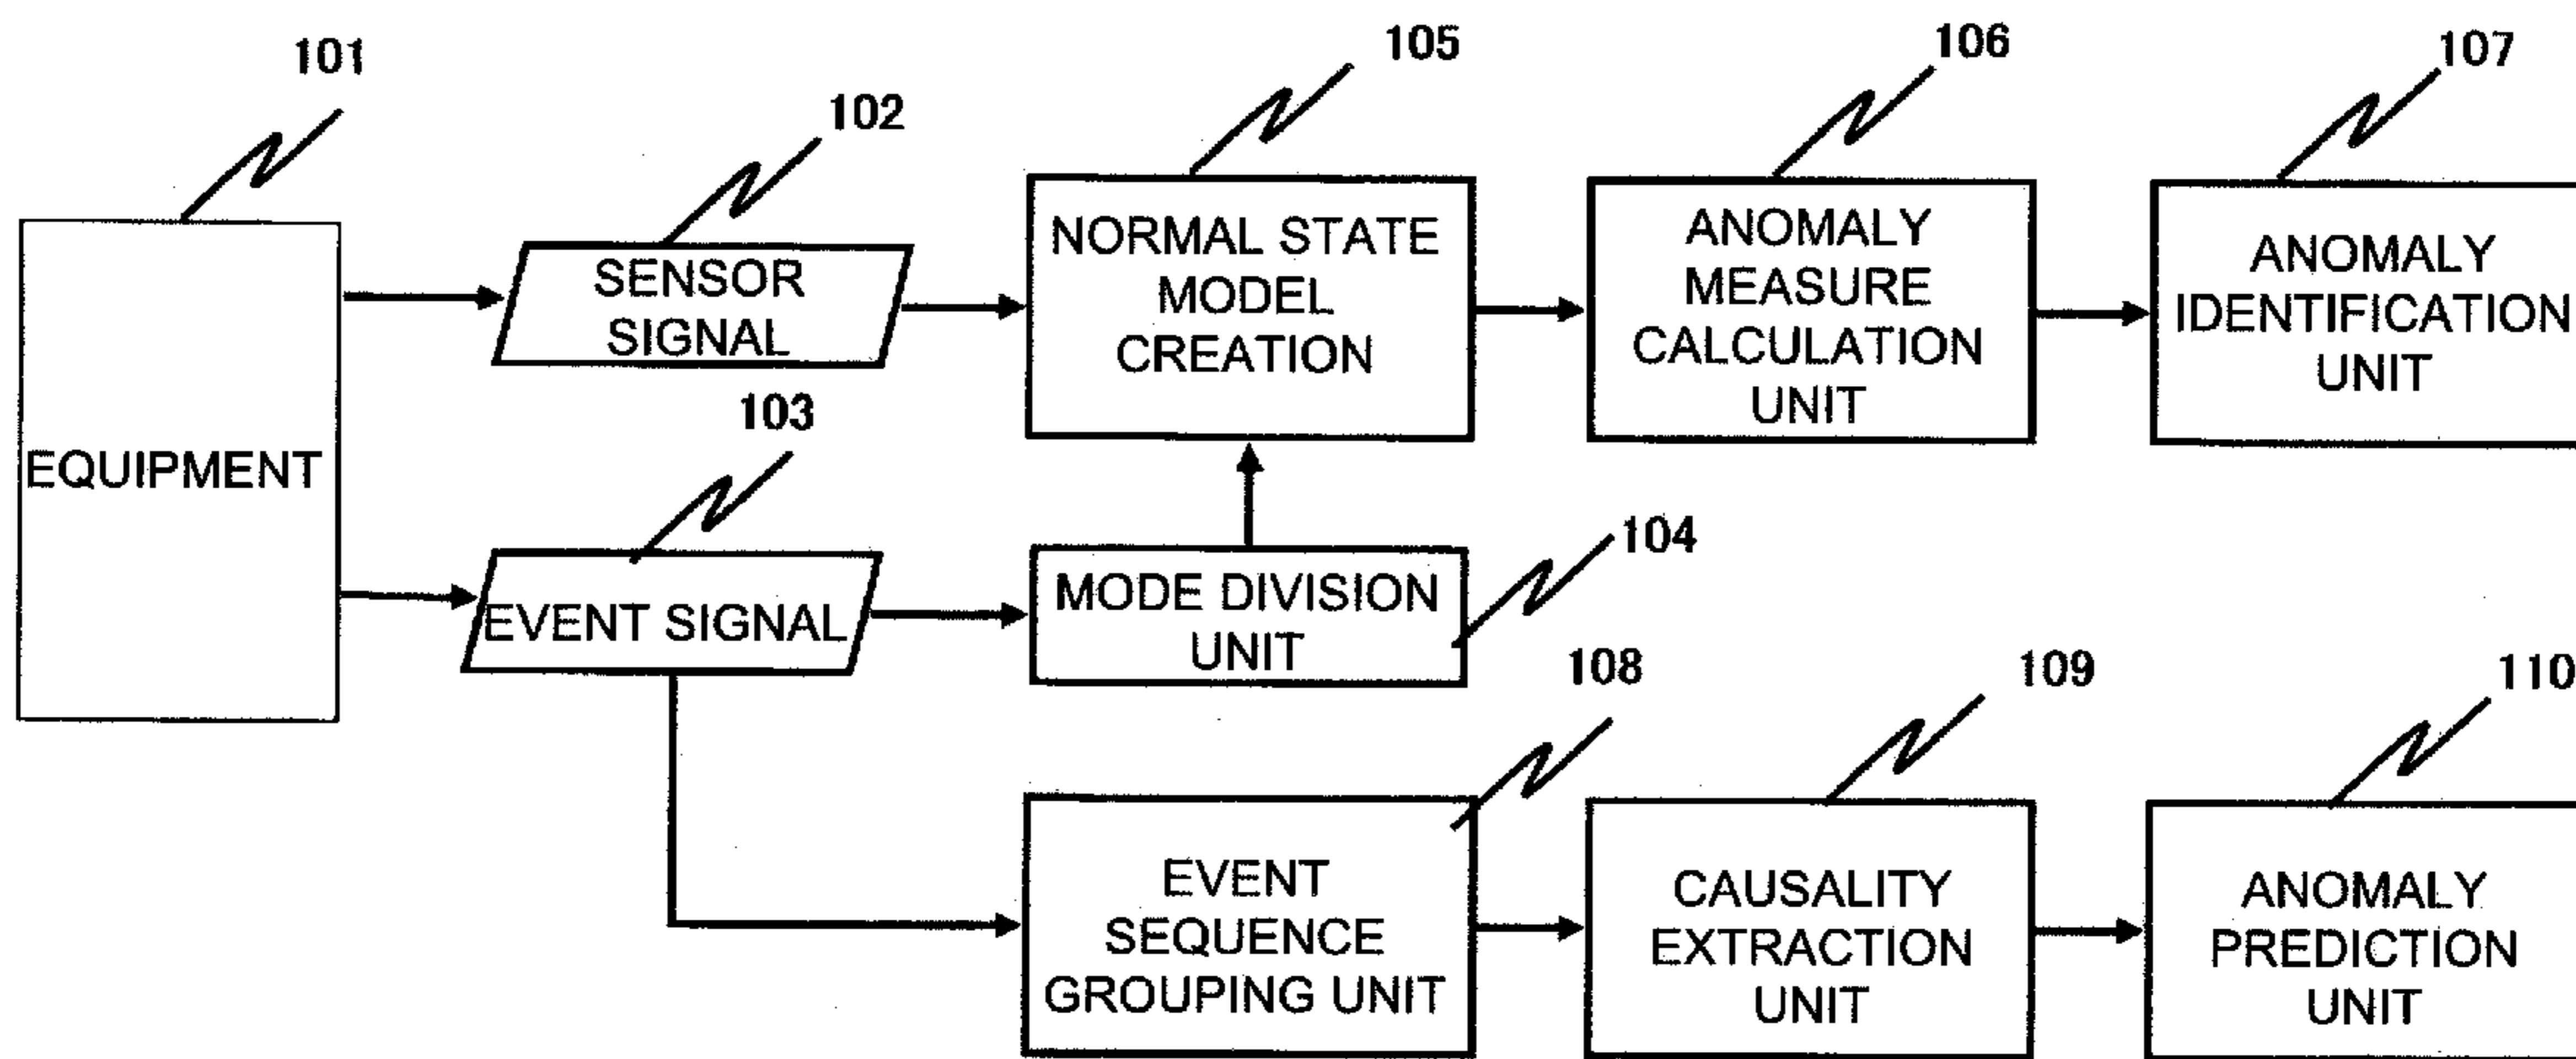 101
102
105
106
107
EQUIPMENT
SENSOR
SIGNAL
NORMAL STATE
MODEL
CREATION
ANOMALY
MEASURE
CALCULATION
UNIT
ANOMALY
IDENTIFICATION
UNIT
103
EVENT SIGNAL
104
MODE DIVISION
UNIT
108
109
110
EVENT
SEQUENCE
GROUPING UNIT
CAUSALITY
EXTRACTION
UNIT
ANOMALY
PREDICTION
UNIT